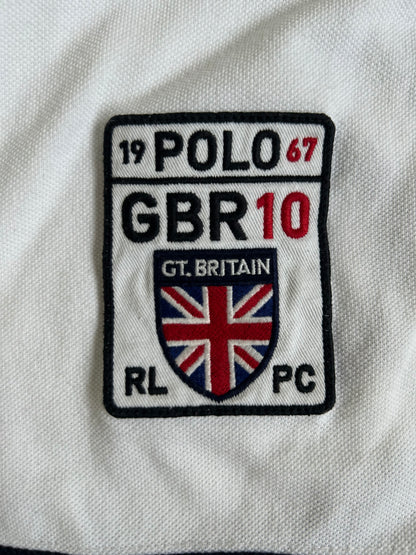 19 POLO 67
GBR10
GT. BRITAIN
RL PC